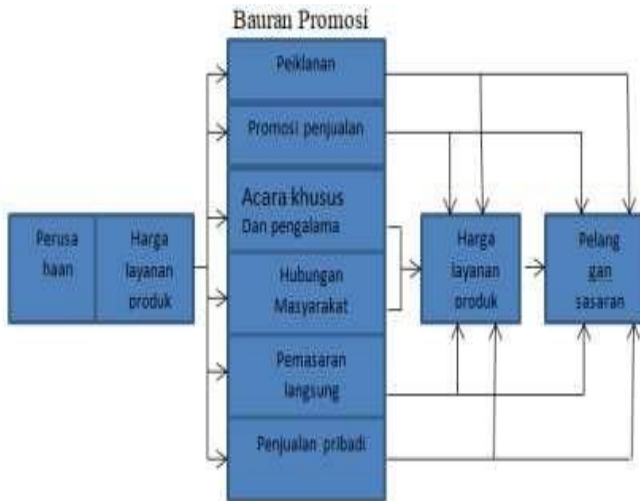 Bauran Promosi
Peiklanan
Promosi penjualan
Acara khusus
Dan pengalama
Hubungan
Masyarakat
Pemasaran
langsung
Penjualan pribadi
Perusa
haan
Harga
layanan
produk
Harga
layanan
produk
Pelang
gan
sasaran